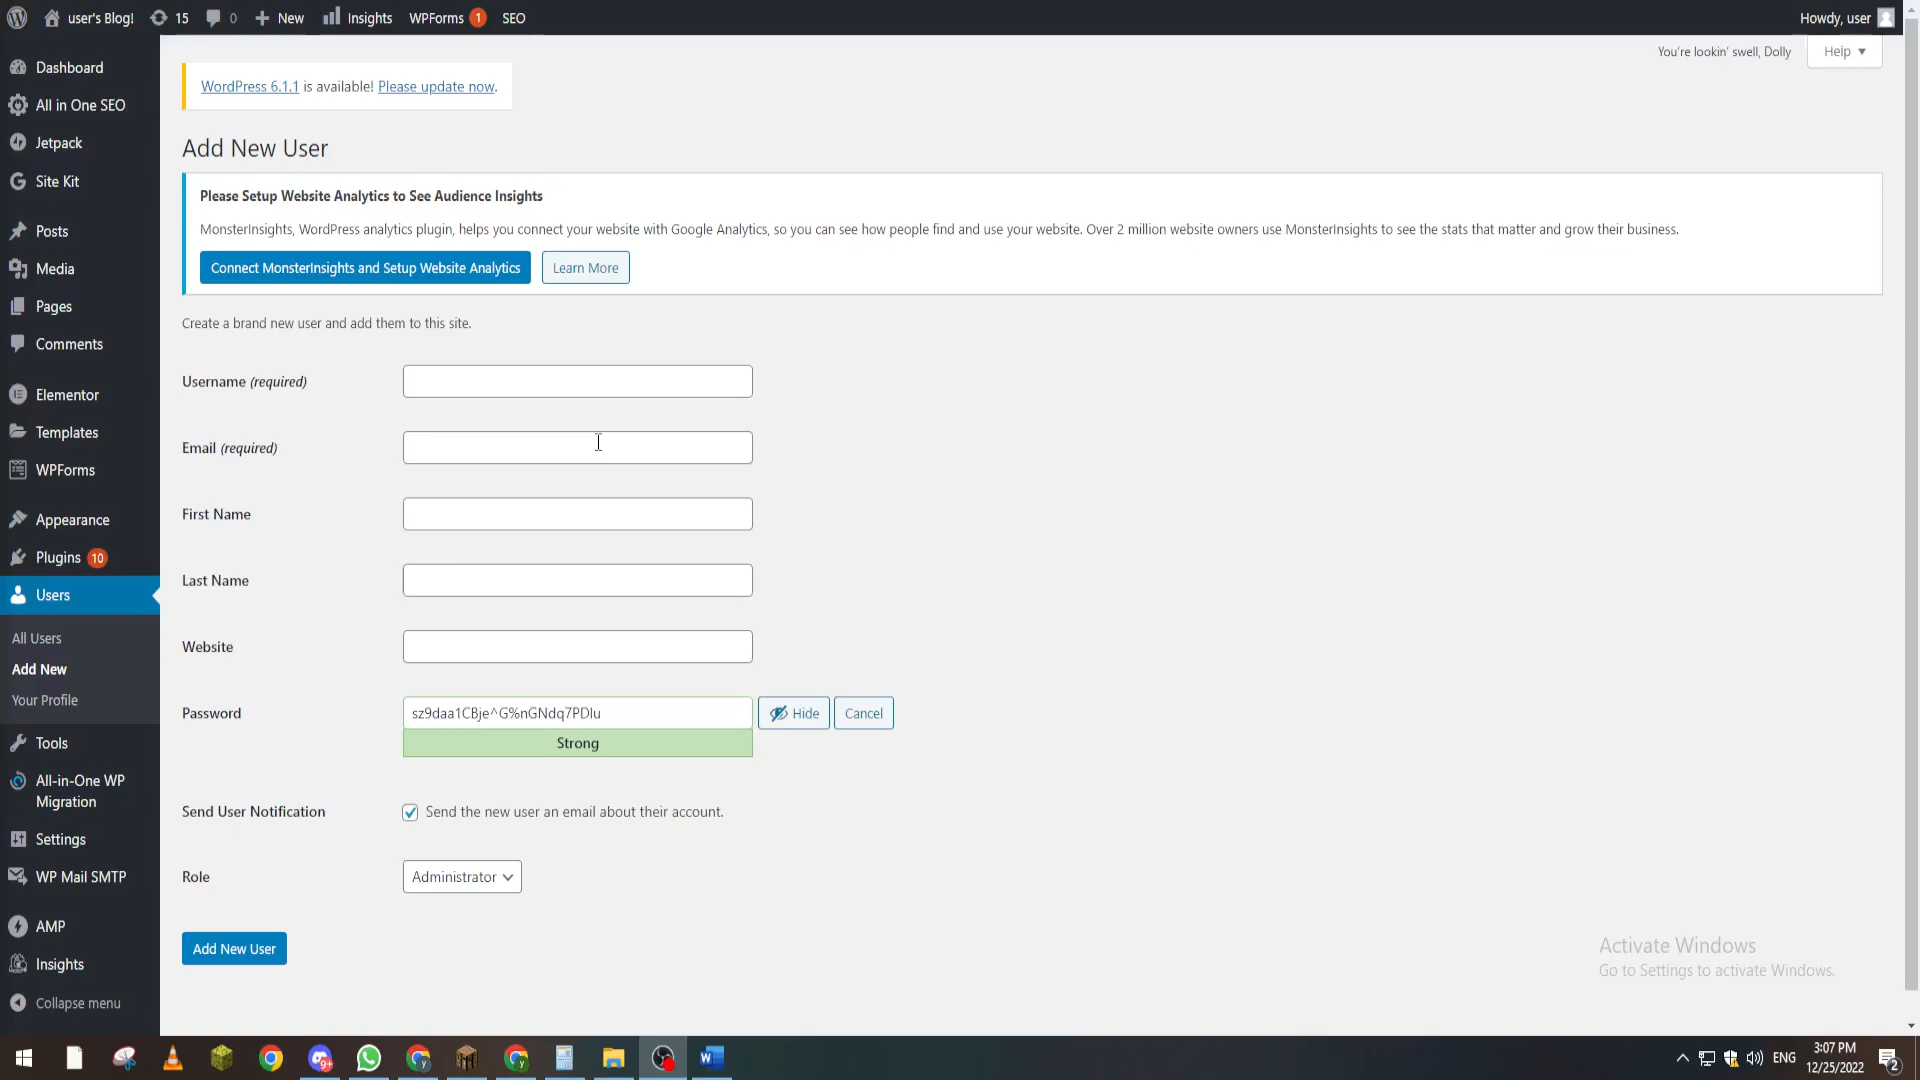 user's Blog! 15 0 New Insights WPForms 1 SEO Howdy, user
You're lookin' swell, Dolly Help
WordPress 6.1.1 is available! Please update now.
Add New User
Please Setup Website Analytics to See Audience Insights
MonsterInsights, WordPress analytics plugin, helps you connect your website with Google Analytics, so you can see how people find and use your website. Over 2 million website owners use MonsterInsights to see the stats that matter and grow their business.
Connect MonsterInsights and Setup Website Analytics Learn More
Create a brand new user and add them to this site.
Username (required)
Email (required)
First Name
Last Name
Website
Password sz9daa1CBje^G%nGNdq7PDIu Hide Cancel
Strong
Send User Notification Send the new user an email about their account.
Role Administrator
Add New User
Dashboard
All in One SEO
Jetpack
Site Kit
Posts
Media
Pages
Comments
Elementor
Templates
WPForms
Appearance
Plugins 10
Users
All Users
Add New
Your Profile
Tools
All-in-One WP
Migration
Settings
WP Mail SMTP
AMP
Insights
Collapse menu
Activate Windows
Go to Settings to activate Windows.
9+
ENG
3:07 PM
12/25/2022
2